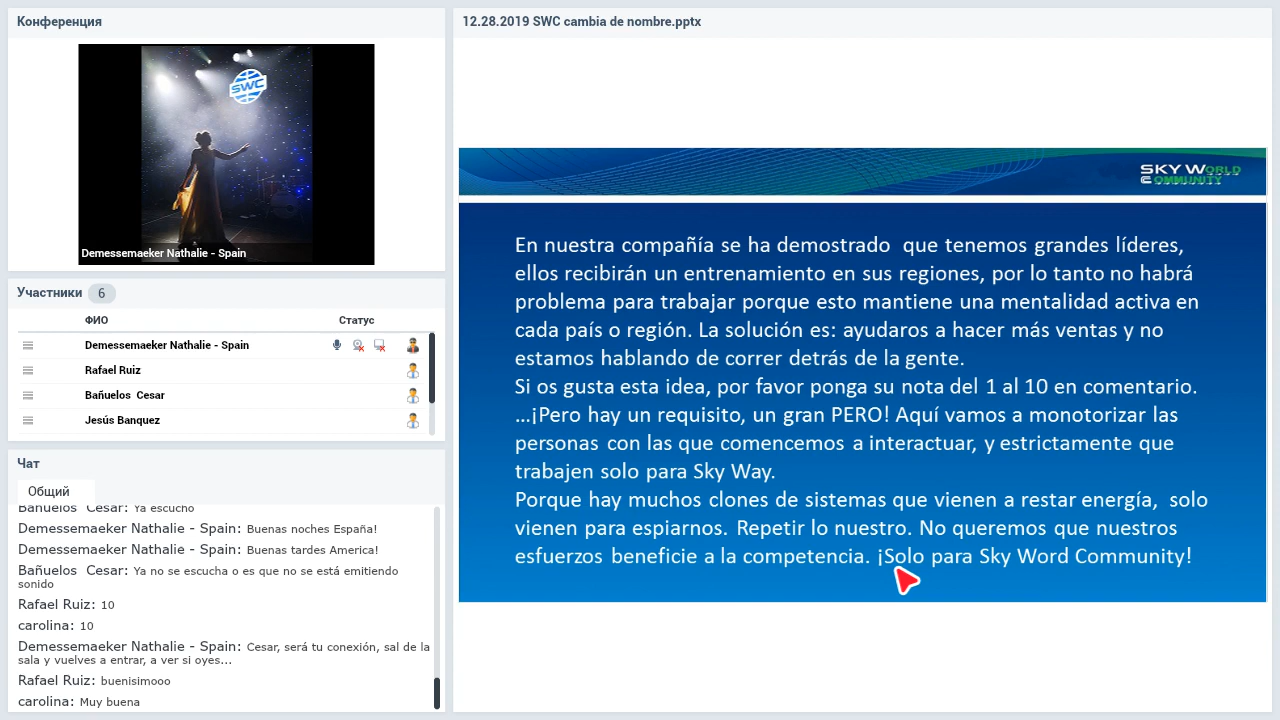 Конференция
SWC
Demessemaeker Nathalie - Spain
Участники 6
ФИО Статус
Demessemaeker Nathalie - Spain
Rafael Ruiz
Bañuelos Cesar
Jesús Banquez
Чат
Общий
Bañuelos Cesar: Ya escucho
Demessemaeker Nathalie - Spain: Buenas noches España!
Demessemaeker Nathalie - Spain: Buenas tardes America!
Bañuelos Cesar: Ya no se escucha o es que no se está emitiendo
sonido
Rafael Ruiz: 10
carolina: 10
Demessemaeker Nathalie - Spain: Cesar, será tu conexión, sal de la
sala y vuelves a entrar, a ver si oyes...
Rafael Ruiz: buenisimooo
carolina: Muy buena
12.28.2019 SWC cambia de nombre.pptx
SKY WORLD
COMMUNITY
En nuestra compañía se ha demostrado que tenemos grandes líderes,
ellos recibirán un entrenamiento en sus regiones, por lo tanto no habrá
problema para trabajar porque esto mantiene una mentalidad activa en
cada país o región. La solución es: ayudaros a hacer más ventas y no
estamos hablando de correr detrás de la gente.
Si os gusta esta idea, por favor ponga su nota del 1 al 10 en comentario.
...¡Pero hay un requisito, un gran PERO! Aquí vamos a monotorizar las
personas con las que comencemos a interactuar, y estrictamente que
trabajen solo para Sky Way.
Porque hay muchos clones de sistemas que vienen a restar energía, solo
vienen para espiarnos. Repetir lo nuestro. No queremos que nuestros
esfuerzos beneficie a la competencia. ¡Solo para Sky Word Community!